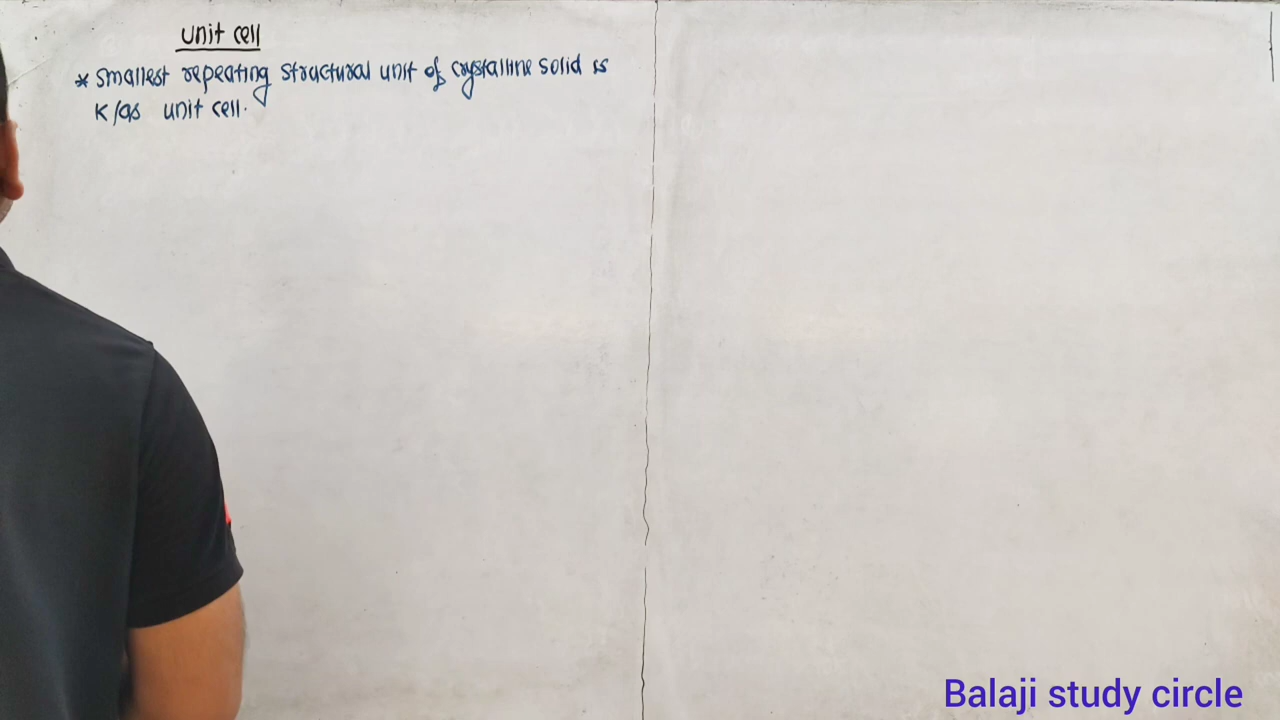 unit cell
* smallest repeating structural unit of crystalline solid is
K/as unit cell.
Balaji study circle